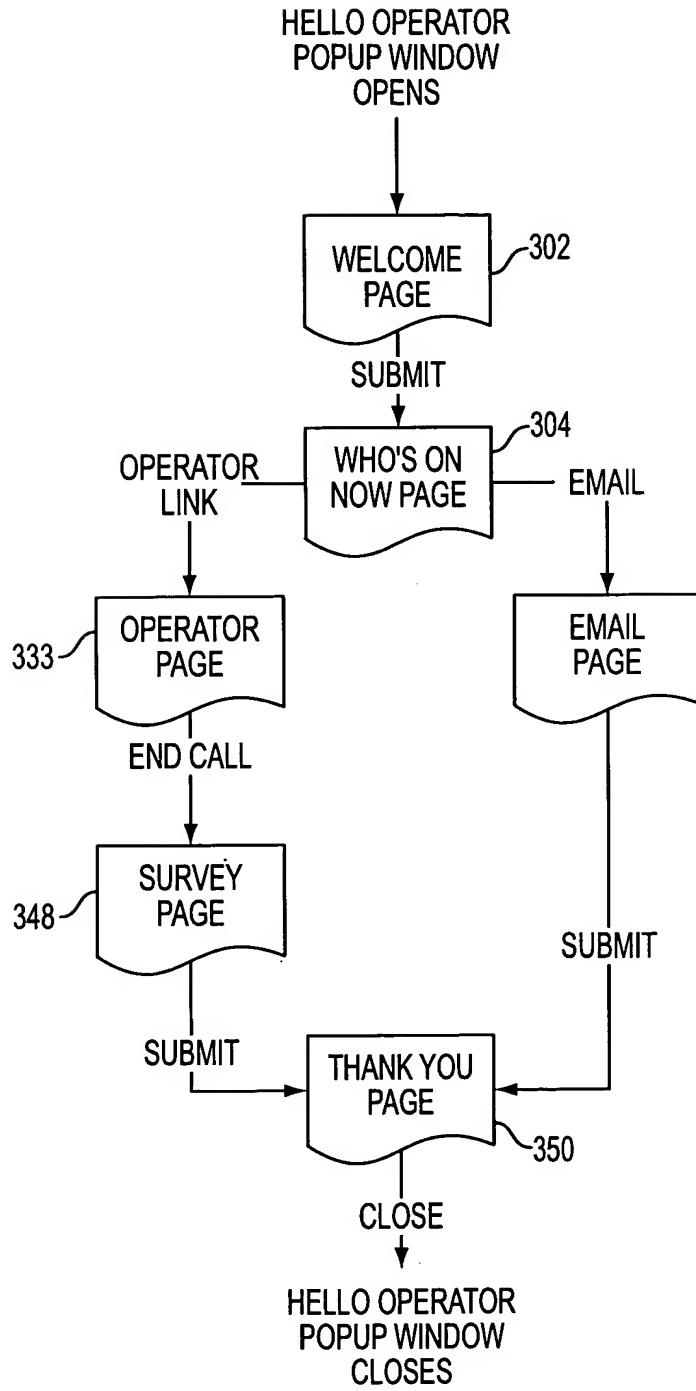 HELLO OPERATOR
POPUP WINDOW
OPENS
WELCOME
PAGE
302
SUBMIT
304
WHO'S ON
NOW PAGE
OPERATOR
LINK
EMAIL
OPERATOR
PAGE
333
EMAIL
PAGE
END CALL
SURVEY
PAGE
348
SUBMIT
SUBMIT
THANK YOU
PAGE
350
CLOSE
HELLO OPERATOR
POPUP WINDOW
CLOSES